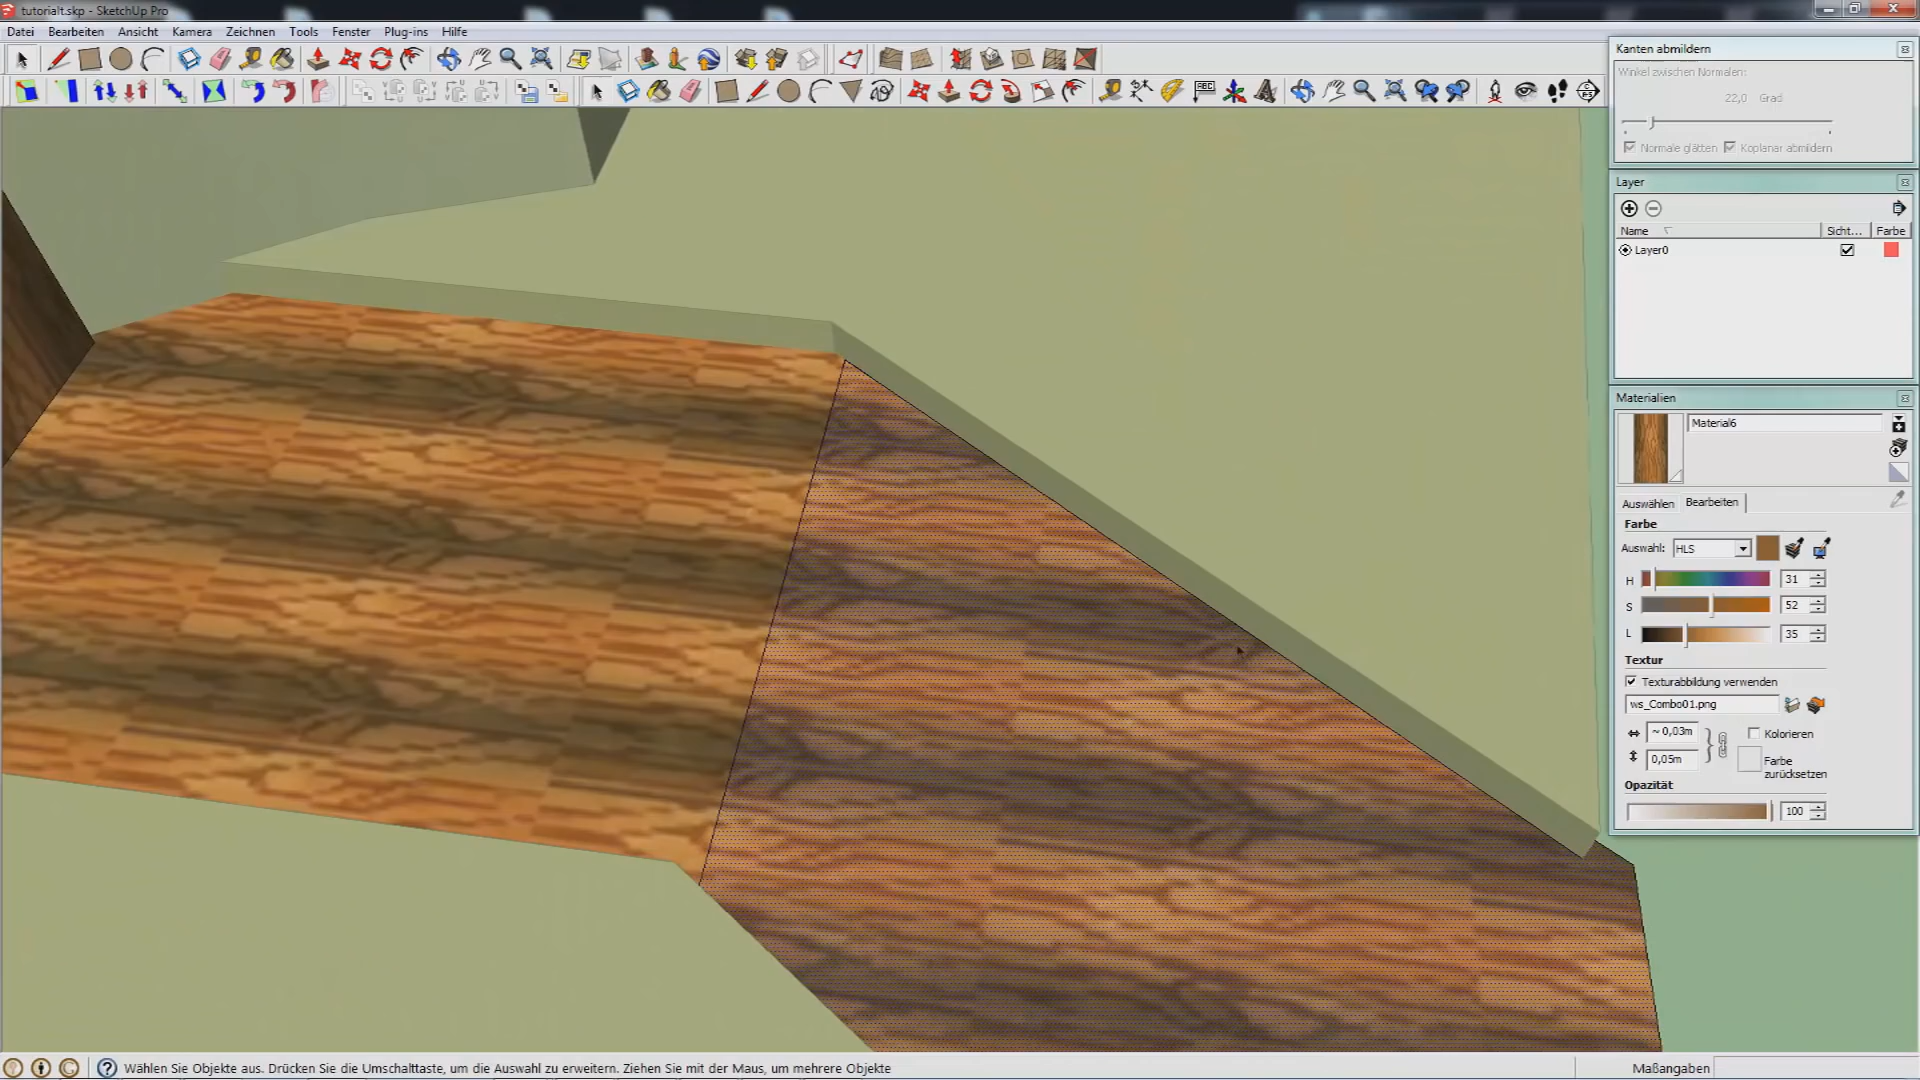 tutorialt.skp - SketchUp Pro
Datei Bearbeiten Ansicht Kamera Zeichnen Tools Fenster Plug-ins Hilfe
Kanten abmildern
Winkel zwischen Normalen:
22,0 Grad
Normale glätten Koplanar abmildern
Layer
Name Sicht... Farbe
Layer0
Materialien
Material6
Auswählen Bearbeiten
Farbe
Auswahl: HLS
H 31
S 52
L 35
Textur
Texturabbildung verwenden
ws_Combo01.png
~ 0,03m Kolorieren
0,05m Farbe
zurücksetzen
Opazität
100
ABC
Wählen Sie Objekte aus. Drücken Sie die Umschalttaste, um die Auswahl zu erweitern. Ziehen Sie mit der Maus, um mehrere Objekte
Maßangaben